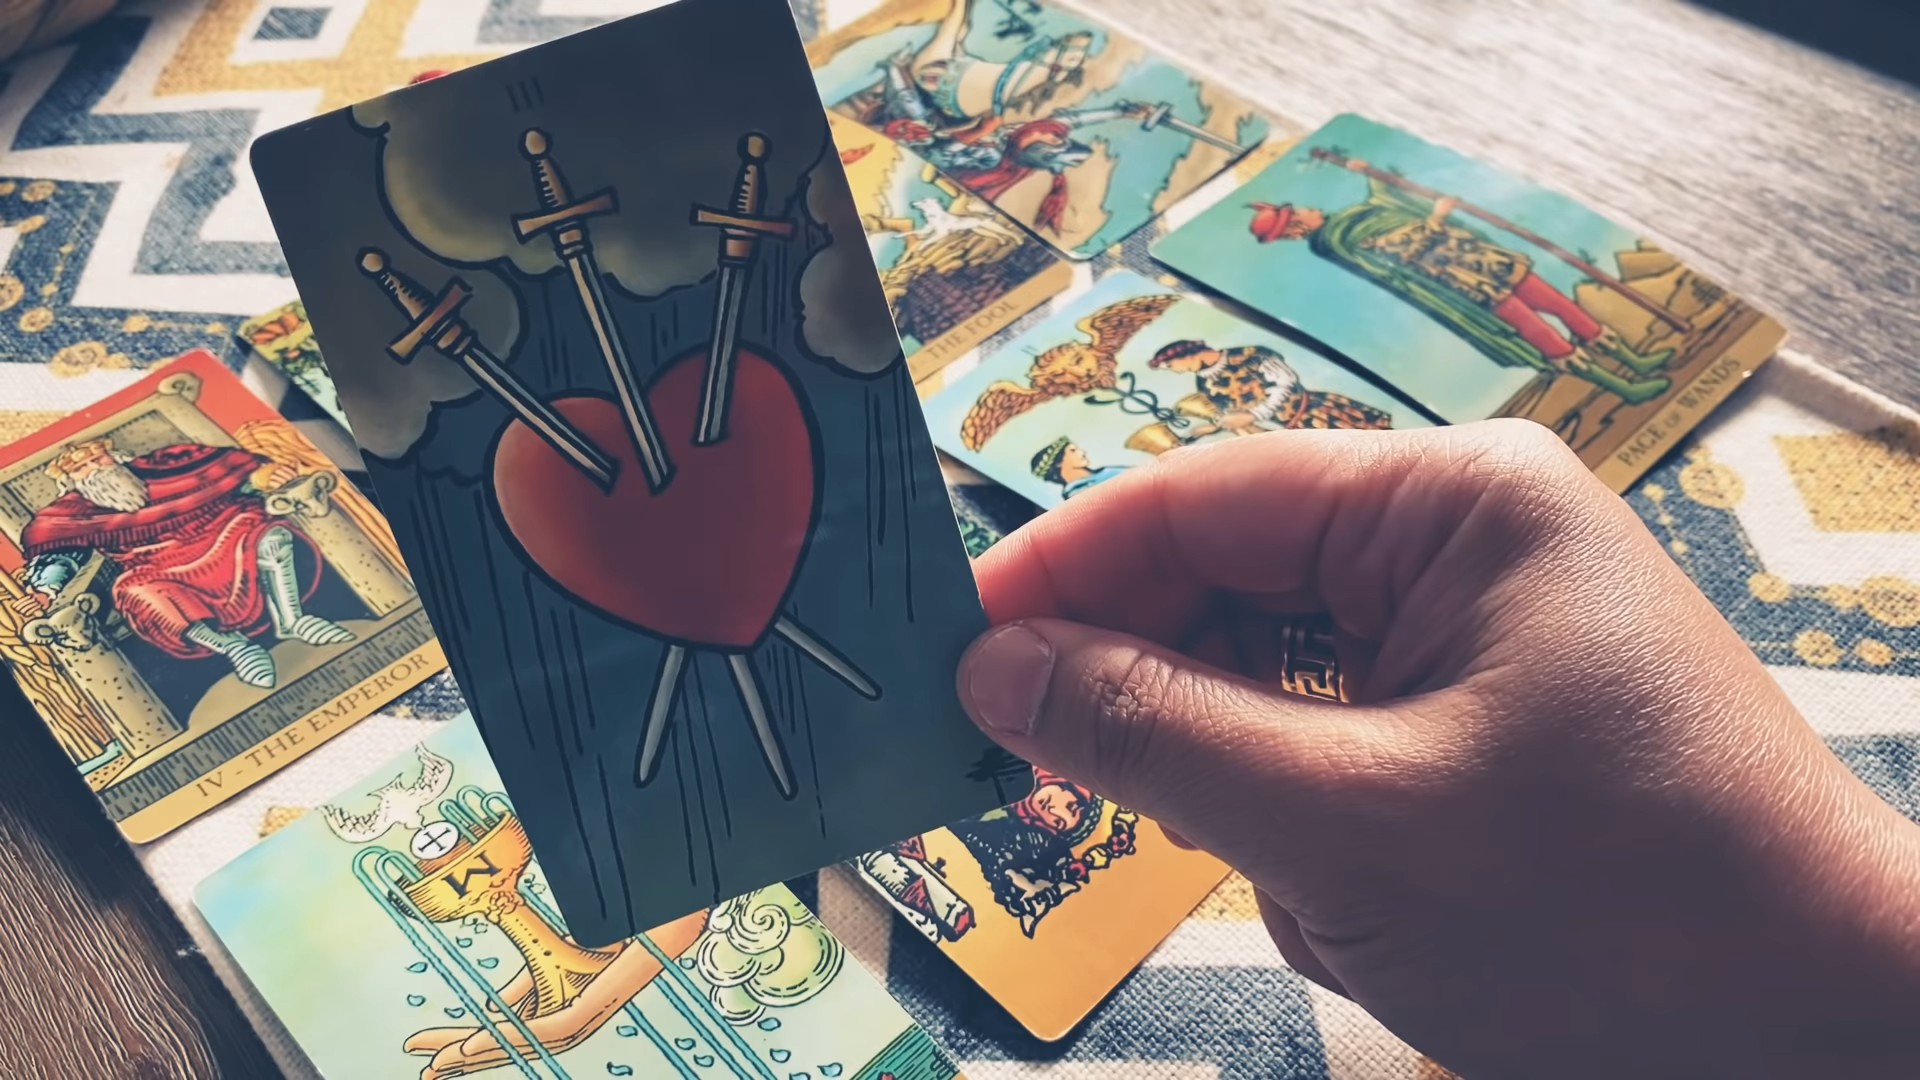 III
THE FOOL
PAGE OF WANDS
IV - THE EMPEROR
M